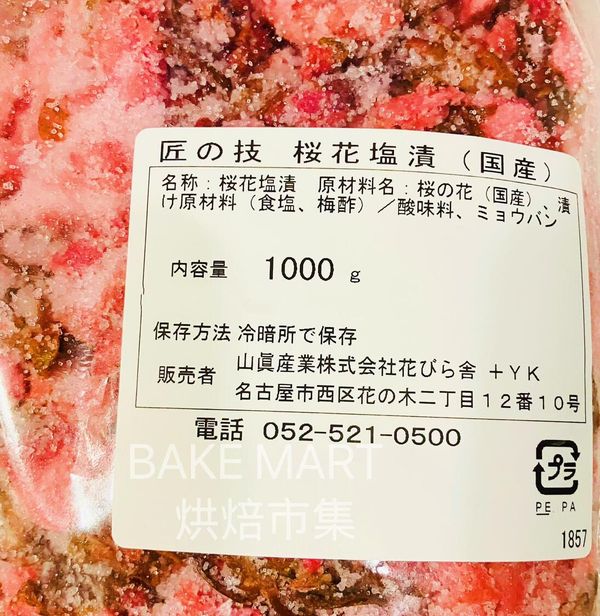 匠の技 桜花塩漬（国産）
名称：桜花塩漬 原材料名：桜の花（国産）、漬
け原材料（食塩、梅酢）／酸味料、ミョウバン
内容量 1000 g
保存方法 冷暗所で保存
販売者 山眞産業株式会社花びら舎 ＋ＹＫ
名古屋市西区花の木二丁目１２番１０号
電話 052-521-0500
BAKE MART
烘焙市集
プラ
PE PA
1857